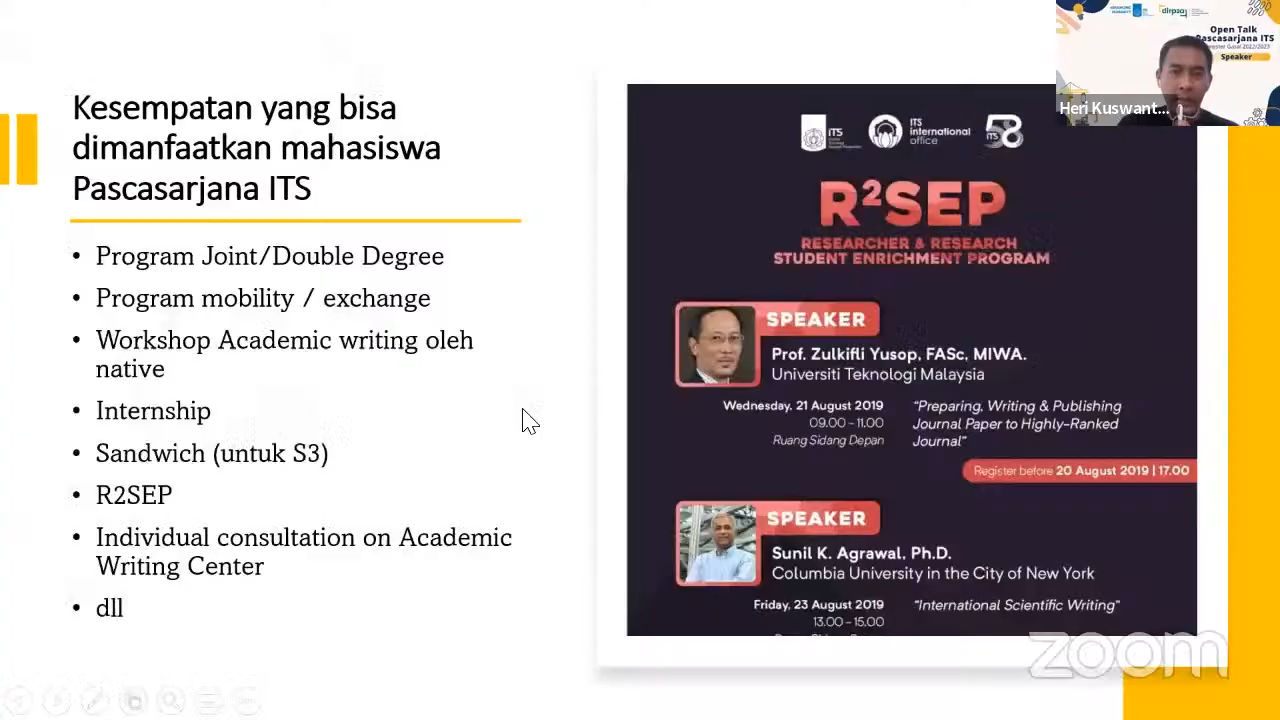 Kesempatan yang bisa
dimanfaatkan mahasiswa
Pascasarjana ITS
• Program Joint/Double Degree
• Program mobility / exchange
• Workshop Academic writing oleh
native
• Internship
• Sandwich (untuk S3)
• R2SEP
• Individual consultation on Academic
Writing Center
• dll
ITS
ITS
international
office
ITS 58
R²SEP
RESEARCHER & RESEARCH
STUDENT ENRICHMENT PROGRAM
SPEAKER
Prof. Zulkifli Yusop, FASc, MIWA.
Universiti Teknologi Malaysia
Wednesday, 21 August 2019
09.00 - 11.00
Ruang Sidang Depan
“Preparing, Writing & Publishing
Journal Paper to Highly-Ranked
Journal”
Register before 20 August 2019 | 17.00
SPEAKER
Sunil K. Agrawal, Ph.D.
Columbia University in the City of New York
Friday, 23 August 2019
13.00 - 15.00
“International Scientific Writing”
Open Talk
Pascasarjana ITS
Semester Gasal 2022/2023
Speaker
Heri Kuswant...
zoom